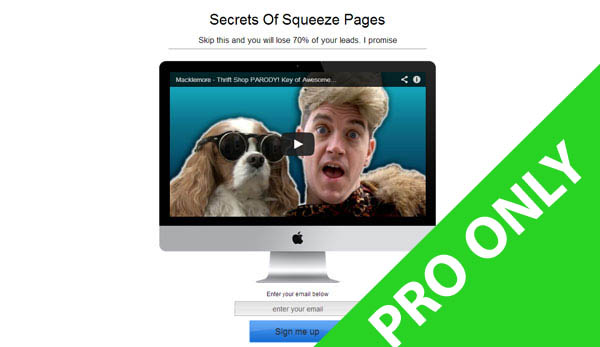 Secrets Of Squeeze Pages
Skip this and you will lose 70% of your leads. I promise
Macklemore - Thrift Shop PARODY! Key of Awesome...
Enter your email below
enter your email
Sign me up
PRO ONLY